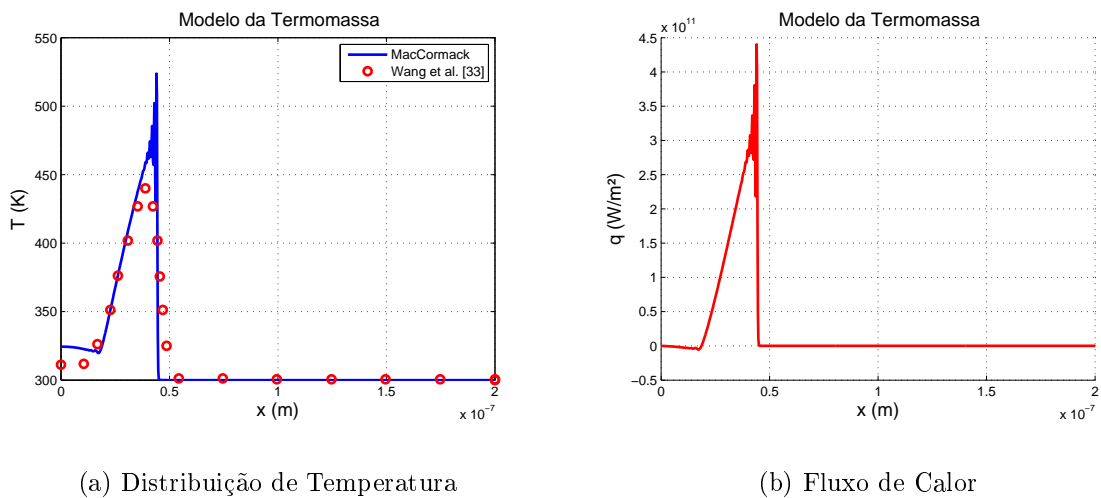 Modelo da Termomassa
550
500
450
400
350
300
T (K)
MacCormack
Wang et al. [33]
0
0.5
1
1.5
2
x 10⁻⁷
x (m)
(a) Distribuição de Temperatura
Modelo da Termomassa
x 10¹¹
4.5
4
3.5
3
2.5
2
1.5
1
0.5
0
−0.5
q (W/m²)
0
0.5
1
1.5
2
x 10⁻⁷
x (m)
(b) Fluxo de Calor